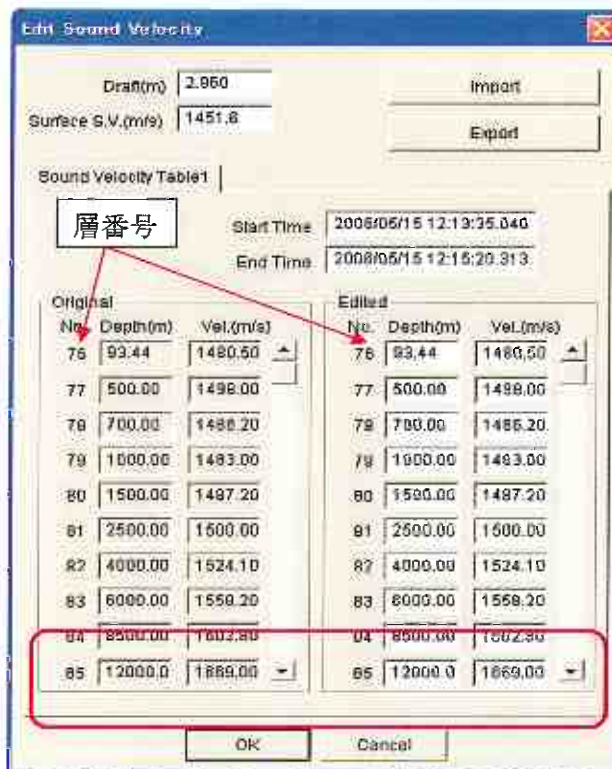 Edit Sound Velocity
Draft(m) 2.960
Import
Surface S.V.(m/s) 1451.6
Export
Sound Velocity Table1
層番号
Start Time 2006/05/15 12:13:35.040
End Time 2006/05/15 12:15:20.313
Original Edited
No. Depth(m) Vel.(m/s) No. Depth(m) Vel.(m/s)
76 93.44 1480.50 76 93.44 1480.50
77 500.00 1498.00 77 500.00 1498.00
78 700.00 1486.20 78 700.00 1486.20
79 1000.00 1483.00 79 1000.00 1483.00
80 1500.00 1487.20 80 1500.00 1487.20
81 2500.00 1500.00 81 2500.00 1500.00
82 4000.00 1524.10 82 4000.00 1524.10
83 6000.00 1559.20 83 6000.00 1559.20
84 8500.00 1602.80 84 8500.00 1602.80
85 12000.0 1669.00 85 12000.0 1669.00
OK Cancel